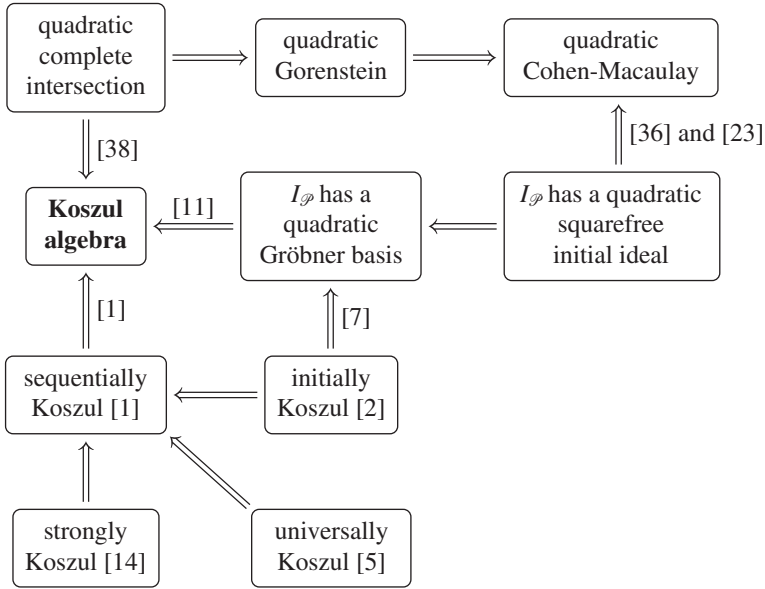 quadratic
complete
intersection
quadratic
Gorenstein
quadratic
Cohen-Macaulay
[38]
[36] and [23]
Koszul
algebra
[11]
I𝒫 has a
quadratic
Gröbner basis
I𝒫 has a quadratic
squarefree
initial ideal
[1]
[7]
sequentially
Koszul [1]
initially
Koszul [2]
strongly
Koszul [14]
universally
Koszul [5]